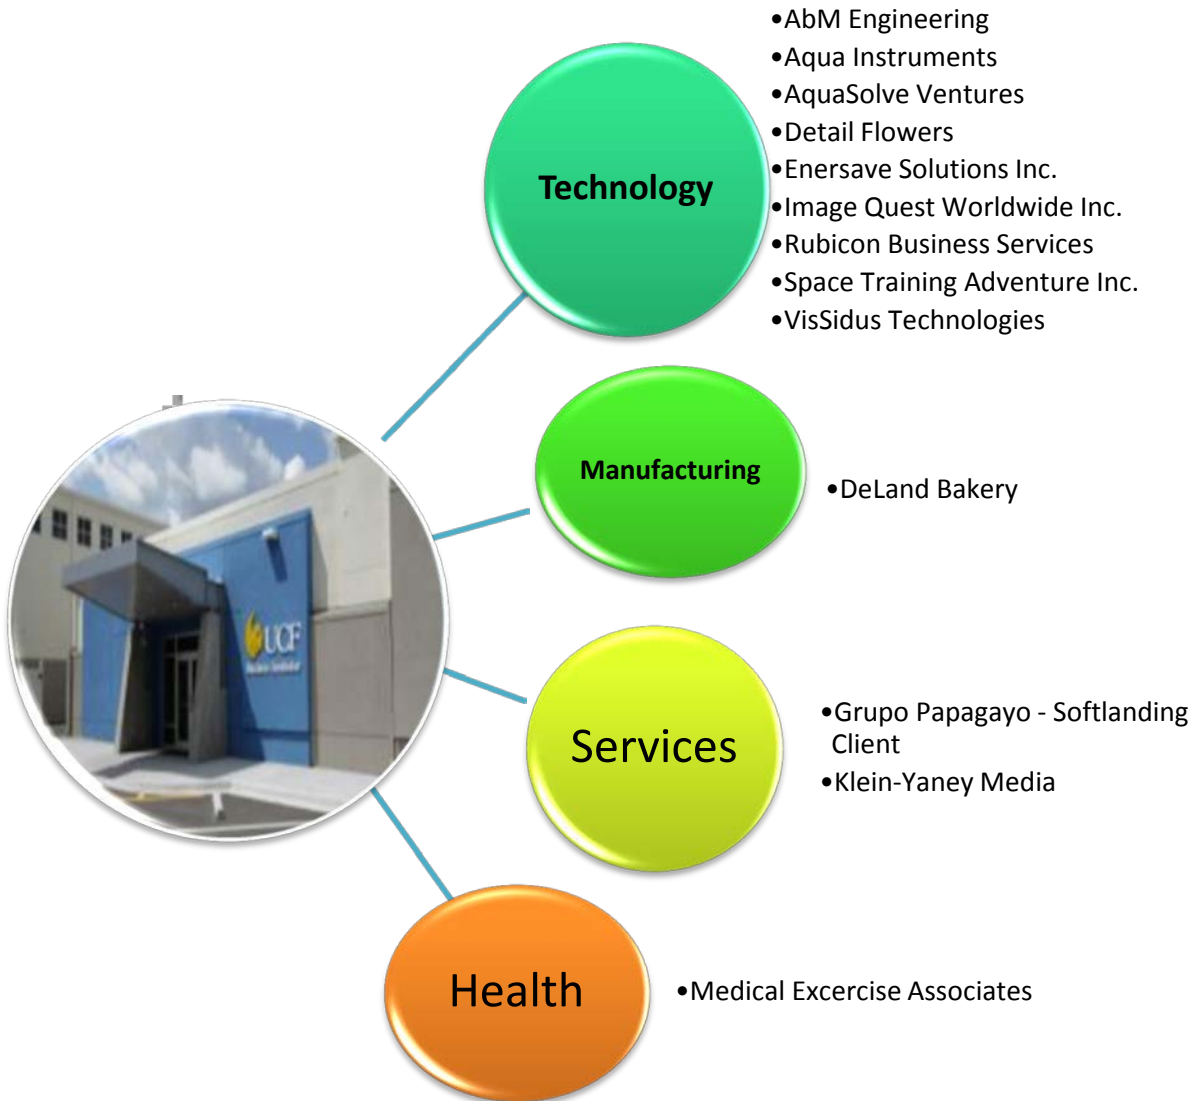 •AbM Engineering
•Aqua Instruments
•AquaSolve Ventures
•Detail Flowers
•Enersave Solutions Inc.
•Image Quest Worldwide Inc.
•Rubicon Business Services
•Space Training Adventure Inc.
•VisSidus Technologies
Technology
Manufacturing
•DeLand Bakery
UCF
Services
•Grupo Papagayo - Softlanding
Client
•Klein-Yaney Media
Health
•Medical Excercise Associates